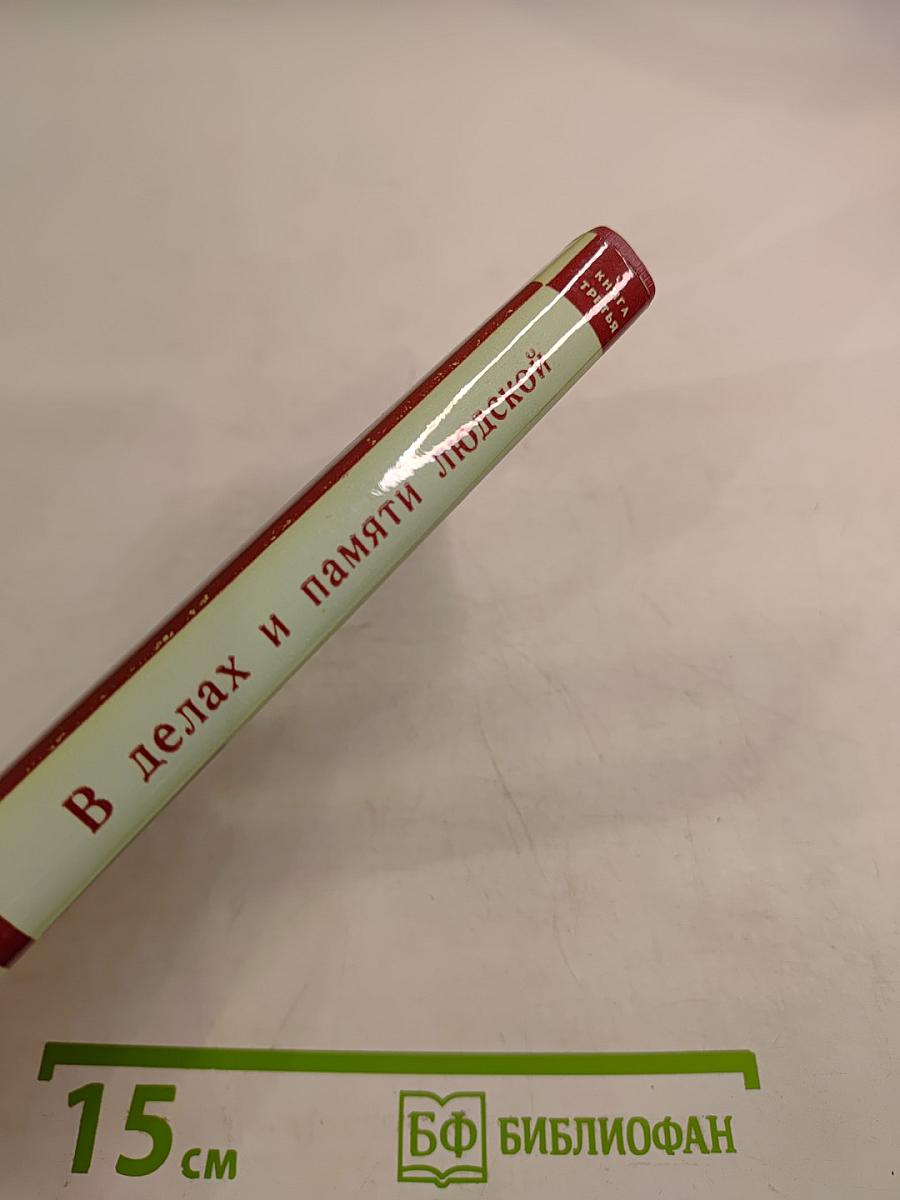 КНИГА
ТРЕТЬЯ
В делах и памяти людской
15 см
БФ БИБЛИОФАН